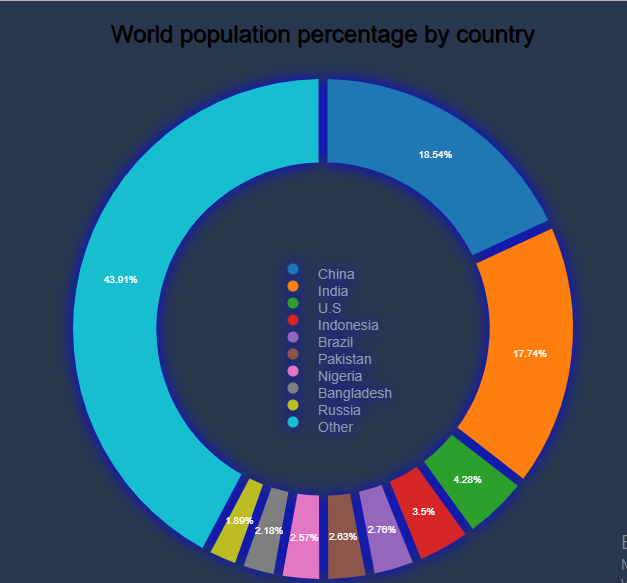 World population percentage by country
18.54%
43.91%
China
India
U.S
Indonesia
Brazil
Pakistan
Nigeria
Bangladesh
Russia
Other
17.74%
4.28%
3.5%
1.89%
2.18%
2.57%
2.63%
2.76%